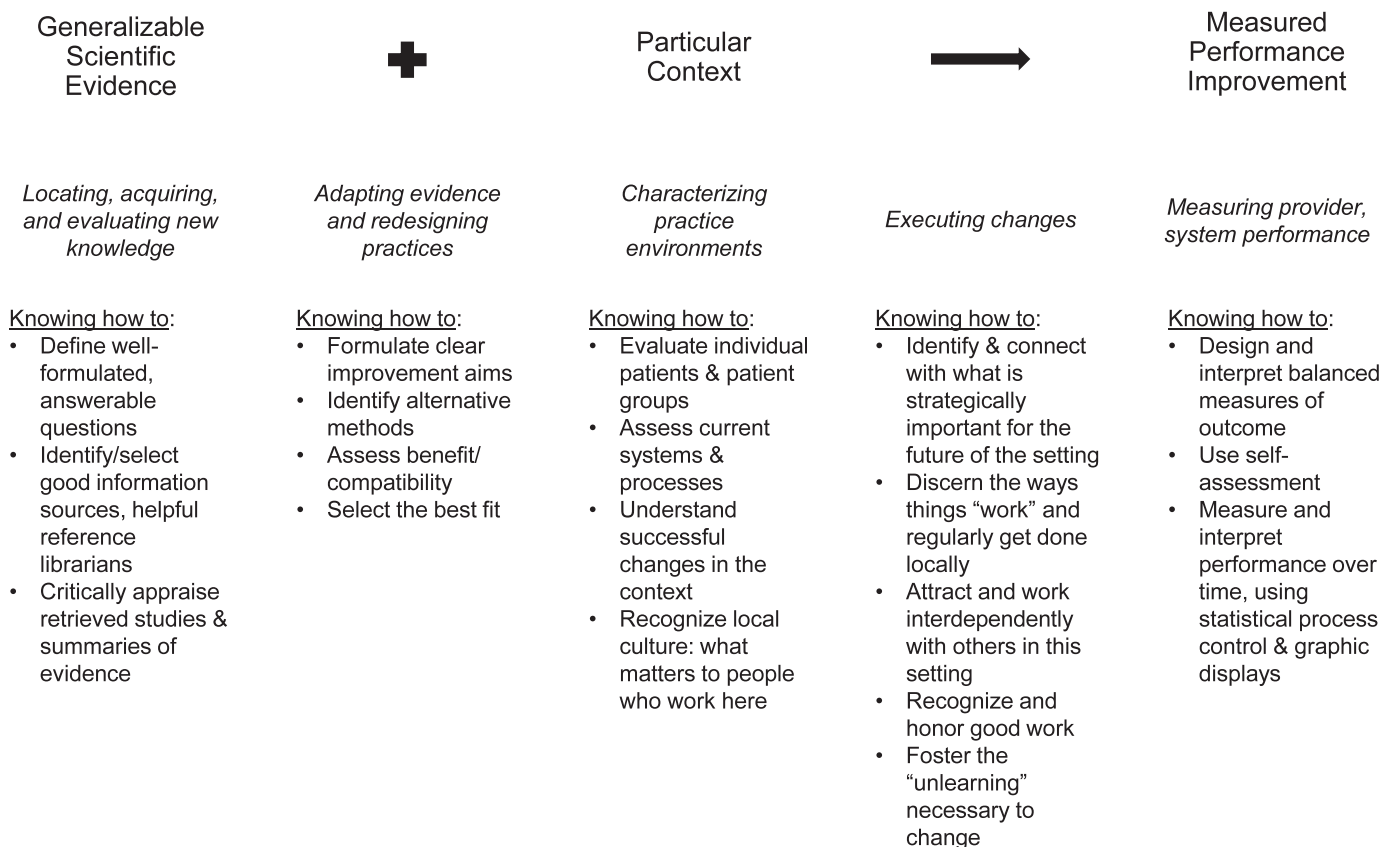 Generalizable
Scientific
Evidence
Particular
Context
Measured
Performance
Improvement
Locating, acquiring,
and evaluating new
knowledge
Adapting evidence
and redesigning
practices
Characterizing
practice
environments
Executing changes
Measuring provider,
system performance
Knowing how to:
• Define well-
formulated,
answerable
questions
• Identify/select
good information
sources, helpful
reference
librarians
• Critically appraise
retrieved studies &
summaries of
evidence
Knowing how to:
• Formulate clear
improvement aims
• Identify alternative
methods
• Assess benefit/
compatibility
• Select the best fit
Knowing how to:
• Evaluate individual
patients & patient
groups
• Assess current
systems &
processes
• Understand
successful
changes in the
context
• Recognize local
culture: what
matters to people
who work here
Knowing how to:
• Identify & connect
with what is
strategically
important for the
future of the setting
• Discern the ways
things “work” and
regularly get done
locally
• Attract and work
interdependently
with others in this
setting
• Recognize and
honor good work
• Foster the
“unlearning”
necessary to
change
Knowing how to:
• Design and
interpret balanced
measures of
outcome
• Use self-
assessment
• Measure and
interpret
performance over
time, using
statistical process
control & graphic
displays